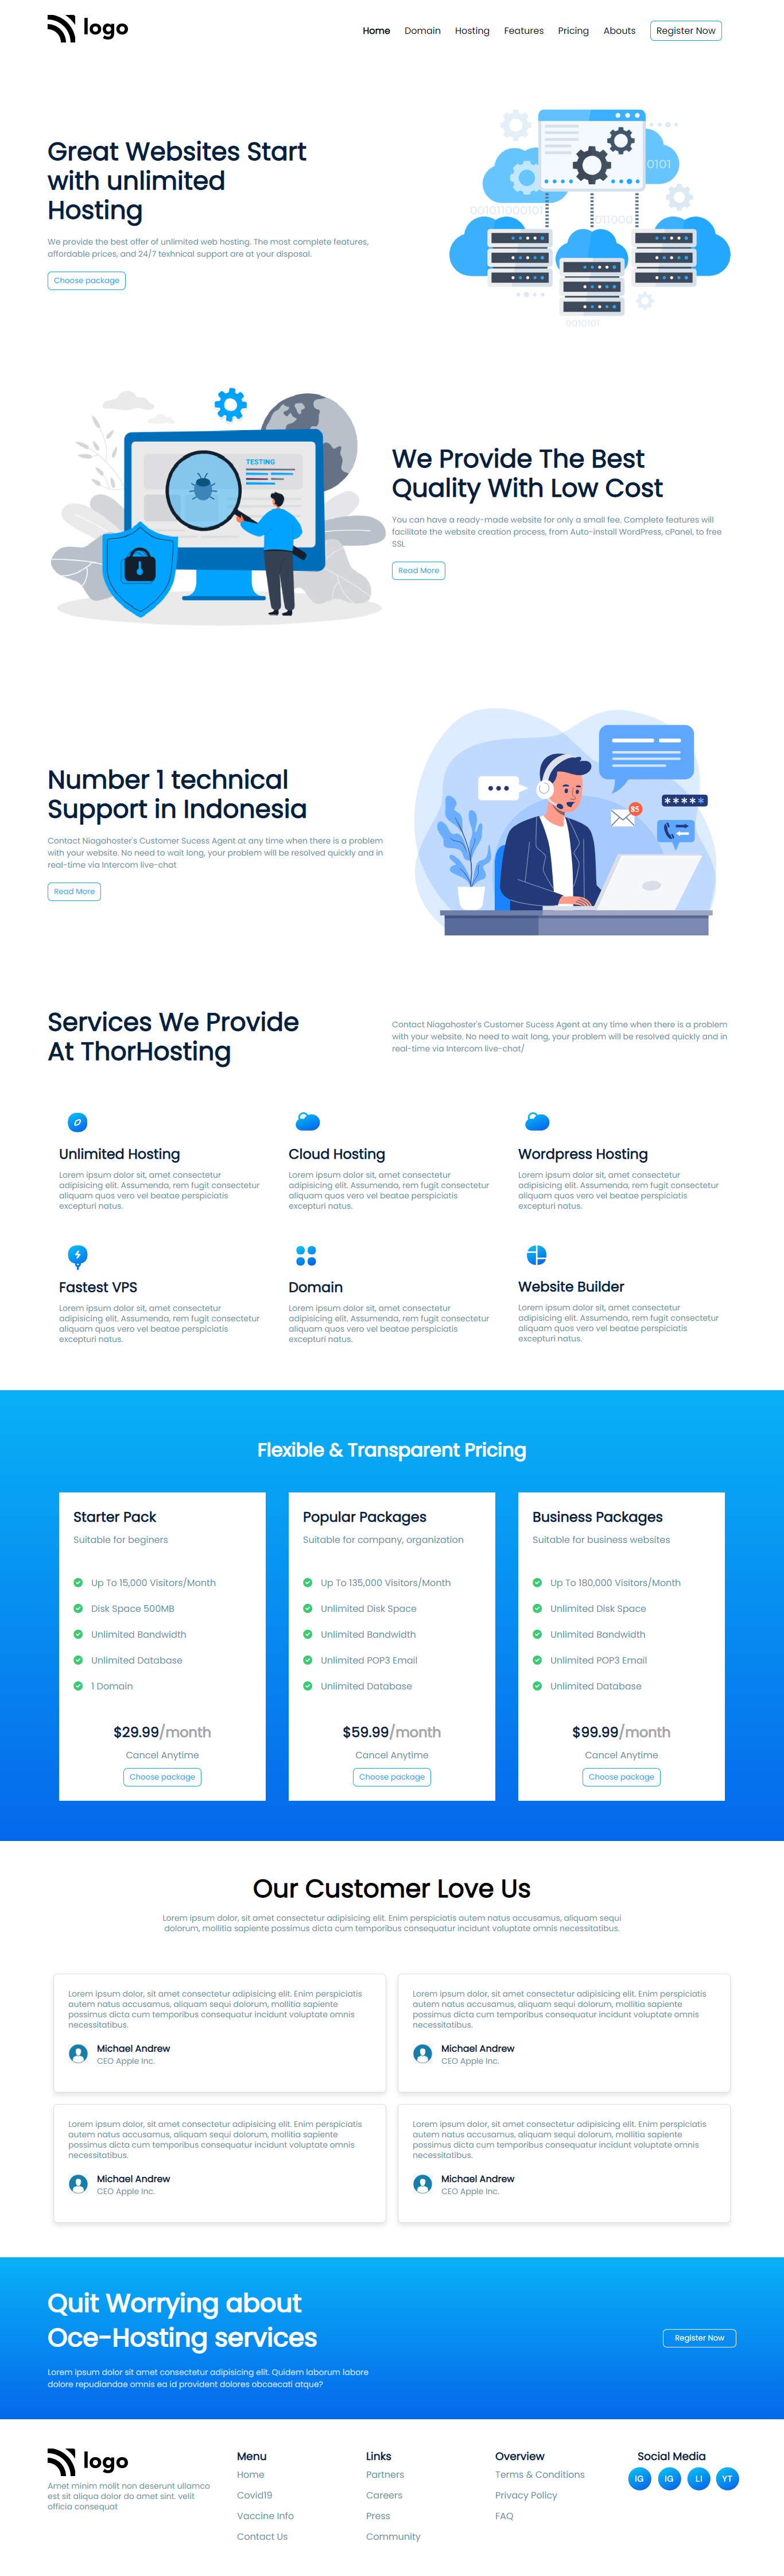 logo
Home Domain Hosting Features Pricing Abouts Register Now
Great Websites Start
with unlimited
Hosting
We provide the best offer of unlimited web hosting. The most complete features,
affordable prices, and 24/7 texhnical support are at your disposal.
Choose package
0101
001011000101
011000
0010101
TESTING
We Provide The Best
Quality With Low Cost
You can have a ready-made website for only a small fee. Complete features will
facilitate the website creation process, from Auto-install WordPress, cPanel, to free
SSL
Read More
Number 1 technical
Support in Indonesia
Contact Niagahoster's Customer Sucess Agent at any time when there is a problem
with your website. No need to wait long, your problem will be resolved quickly and in
real-time via Intercom live-chat
Read More
85
*****
Services We Provide
At ThorHosting
Contact Niagahoster's Customer Sucess Agent at any time when there is a problem
with your website. No need to wait long, your problem will be resolved quickly and in
real-time via Intercom live-chat/
Unlimited Hosting
Lorem ipsum dolor sit, amet consectetur
adipisicing elit. Assumenda, rem fugit consectetur
aliquam quos vero vel beatae perspiciatis
excepturi natus.
Cloud Hosting
Lorem ipsum dolor sit, amet consectetur
adipisicing elit. Assumenda, rem fugit consectetur
aliquam quos vero vel beatae perspiciatis
excepturi natus.
Wordpress Hosting
Lorem ipsum dolor sit, amet consectetur
adipisicing elit. Assumenda, rem fugit consectetur
aliquam quos vero vel beatae perspiciatis
excepturi natus.
Fastest VPS
Lorem ipsum dolor sit, amet consectetur
adipisicing elit. Assumenda, rem fugit consectetur
aliquam quos vero vel beatae perspiciatis
excepturi natus.
Domain
Lorem ipsum dolor sit, amet consectetur
adipisicing elit. Assumenda, rem fugit consectetur
aliquam quos vero vel beatae perspiciatis
excepturi natus.
Website Builder
Lorem ipsum dolor sit, amet consectetur
adipisicing elit. Assumenda, rem fugit consectetur
aliquam quos vero vel beatae perspiciatis
excepturi natus.
Flexible & Transparent Pricing
Starter Pack
Suitable for beginers
Up To 15,000 Visitors/Month
Disk Space 500MB
Unlimited Bandwidth
Unlimited Database
1 Domain
$29.99/month
Cancel Anytime
Choose package
Popular Packages
Suitable for company, organization
Up To 135,000 Visitors/Month
Unlimited Disk Space
Unlimited Bandwidth
Unlimited POP3 Email
Unlimited Database
$59.99/month
Cancel Anytime
Choose package
Business Packages
Suitable for business websites
Up To 180,000 Visitors/Month
Unlimited Disk Space
Unlimited Bandwidth
Unlimited POP3 Email
Unlimited Database
$99.99/month
Cancel Anytime
Choose package
Our Customer Love Us
Lorem ipsum dolor, sit amet consectetur adipisicing elit. Enim perspiciatis autem natus accusamus, aliquam sequi
dolorum, mollitia sapiente possimus dicta cum temporibus consequatur incidunt voluptate omnis necessitatibus.
Lorem ipsum dolor, sit amet consectetur adipisicing elit. Enim perspiciatis
autem natus accusamus, aliquam sequi dolorum, mollitia sapiente
possimus dicta cum temporibus consequatur incidunt voluptate omnis
necessitatibus.
Michael Andrew
CEO Apple Inc.
Lorem ipsum dolor, sit amet consectetur adipisicing elit. Enim perspiciatis
autem natus accusamus, aliquam sequi dolorum, mollitia sapiente
possimus dicta cum temporibus consequatur incidunt voluptate omnis
necessitatibus.
Michael Andrew
CEO Apple Inc.
Lorem ipsum dolor, sit amet consectetur adipisicing elit. Enim perspiciatis
autem natus accusamus, aliquam sequi dolorum, mollitia sapiente
possimus dicta cum temporibus consequatur incidunt voluptate omnis
necessitatibus.
Michael Andrew
CEO Apple Inc.
Lorem ipsum dolor, sit amet consectetur adipisicing elit. Enim perspiciatis
autem natus accusamus, aliquam sequi dolorum, mollitia sapiente
possimus dicta cum temporibus consequatur incidunt voluptate omnis
necessitatibus.
Michael Andrew
CEO Apple Inc.
Quit Worrying about
Oce-Hosting services
Lorem ipsum dolor sit amet consectetur adipisicing elit. Quidem laborum labore
dolore repudiandae omnis ea id provident dolores obcaecati atque?
Register Now
logo
Amet minim molit non deserunt ullamco
est sit aliqua dolor do amet sint. velit
officia consequat
Menu
Home
Covid19
Vaccine Info
Contact Us
Links
Partners
Careers
Press
Community
Overview
Terms & Conditions
Privacy Policy
FAQ
Social Media
IG IG LI YT